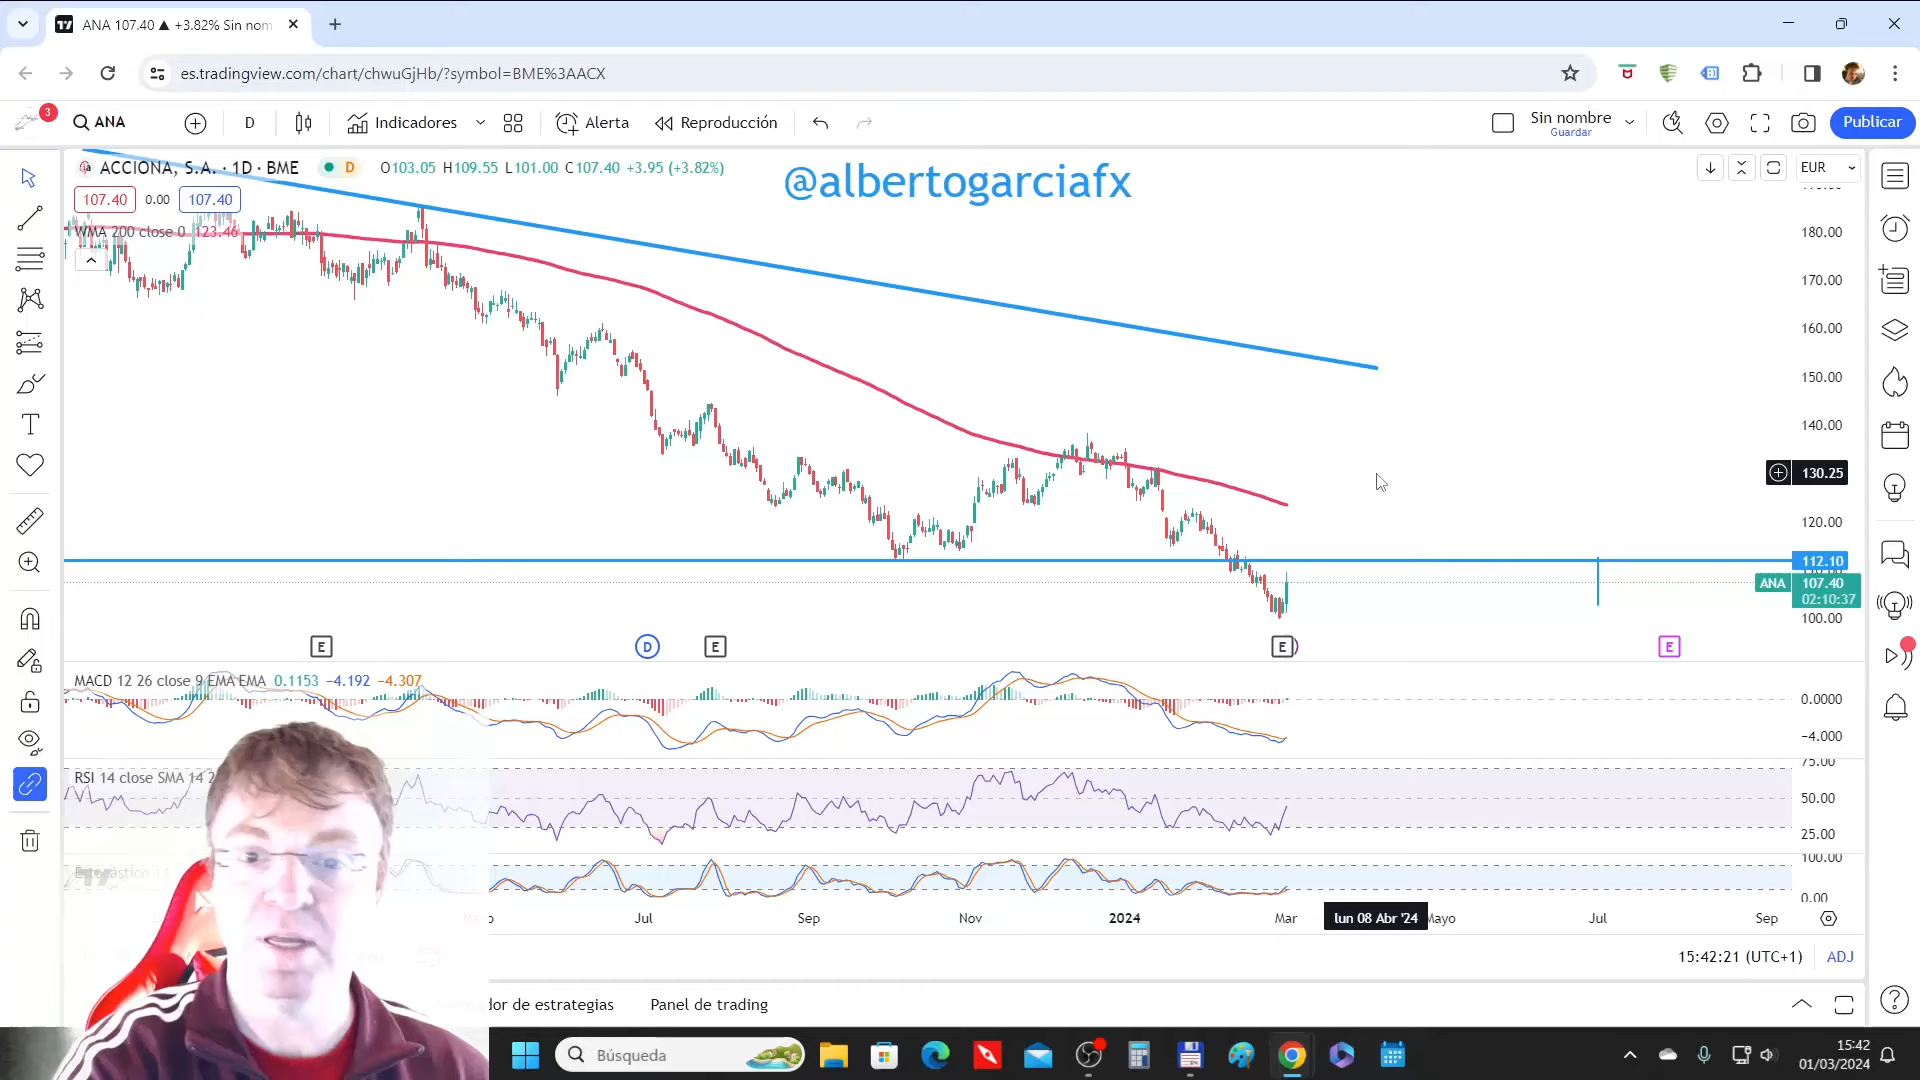 ANA 107.40 ▲ +3.82% Sin nom
es.tradingview.com/chart/chwuGjHb/?symbol=BME%3AACX
3
ANA
D
Indicadores
Alerta
Reproducción
Sin nombre
Guardar
Publicar
ACCIONA, S.A. · 1D · BME
D
O103.05 H109.55 L101.00 C107.40 +3.95 (+3.82%)
@albertogarciafx
EUR
107.40 0.00 107.40
WMA 200 close 0 123.46
180.00
170.00
160.00
150.00
140.00
130.25
120.00
112.10
ANA 107.40
02:10:37
100.00
E
D
E
E
E
MACD 12 26 close 9 EMA EMA 0.1153 −4.192 −4.307
0.0000
−4.000
RSI 14 close SMA 14 2
75.00
50.00
25.00
Estocástico 14
100.00
0.00
Jul
Sep
Nov
2024
Mar
lun 08 Abr '24
Mayo
Jul
Sep
15:42:21 (UTC+1)
ADJ
dor de estrategias
Panel de trading
Búsqueda
15:42
01/03/2024